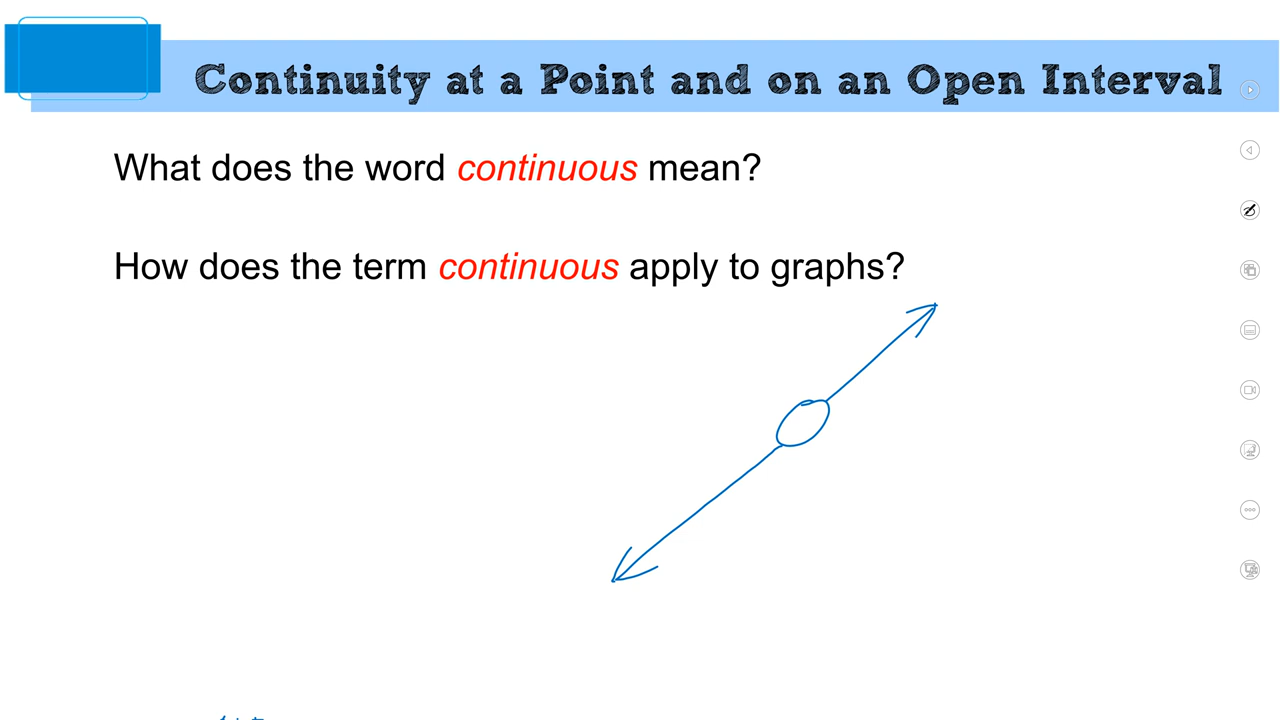 Continuity at a Point and on an Open Interval
What does the word continuous mean?
How does the term continuous apply to graphs?